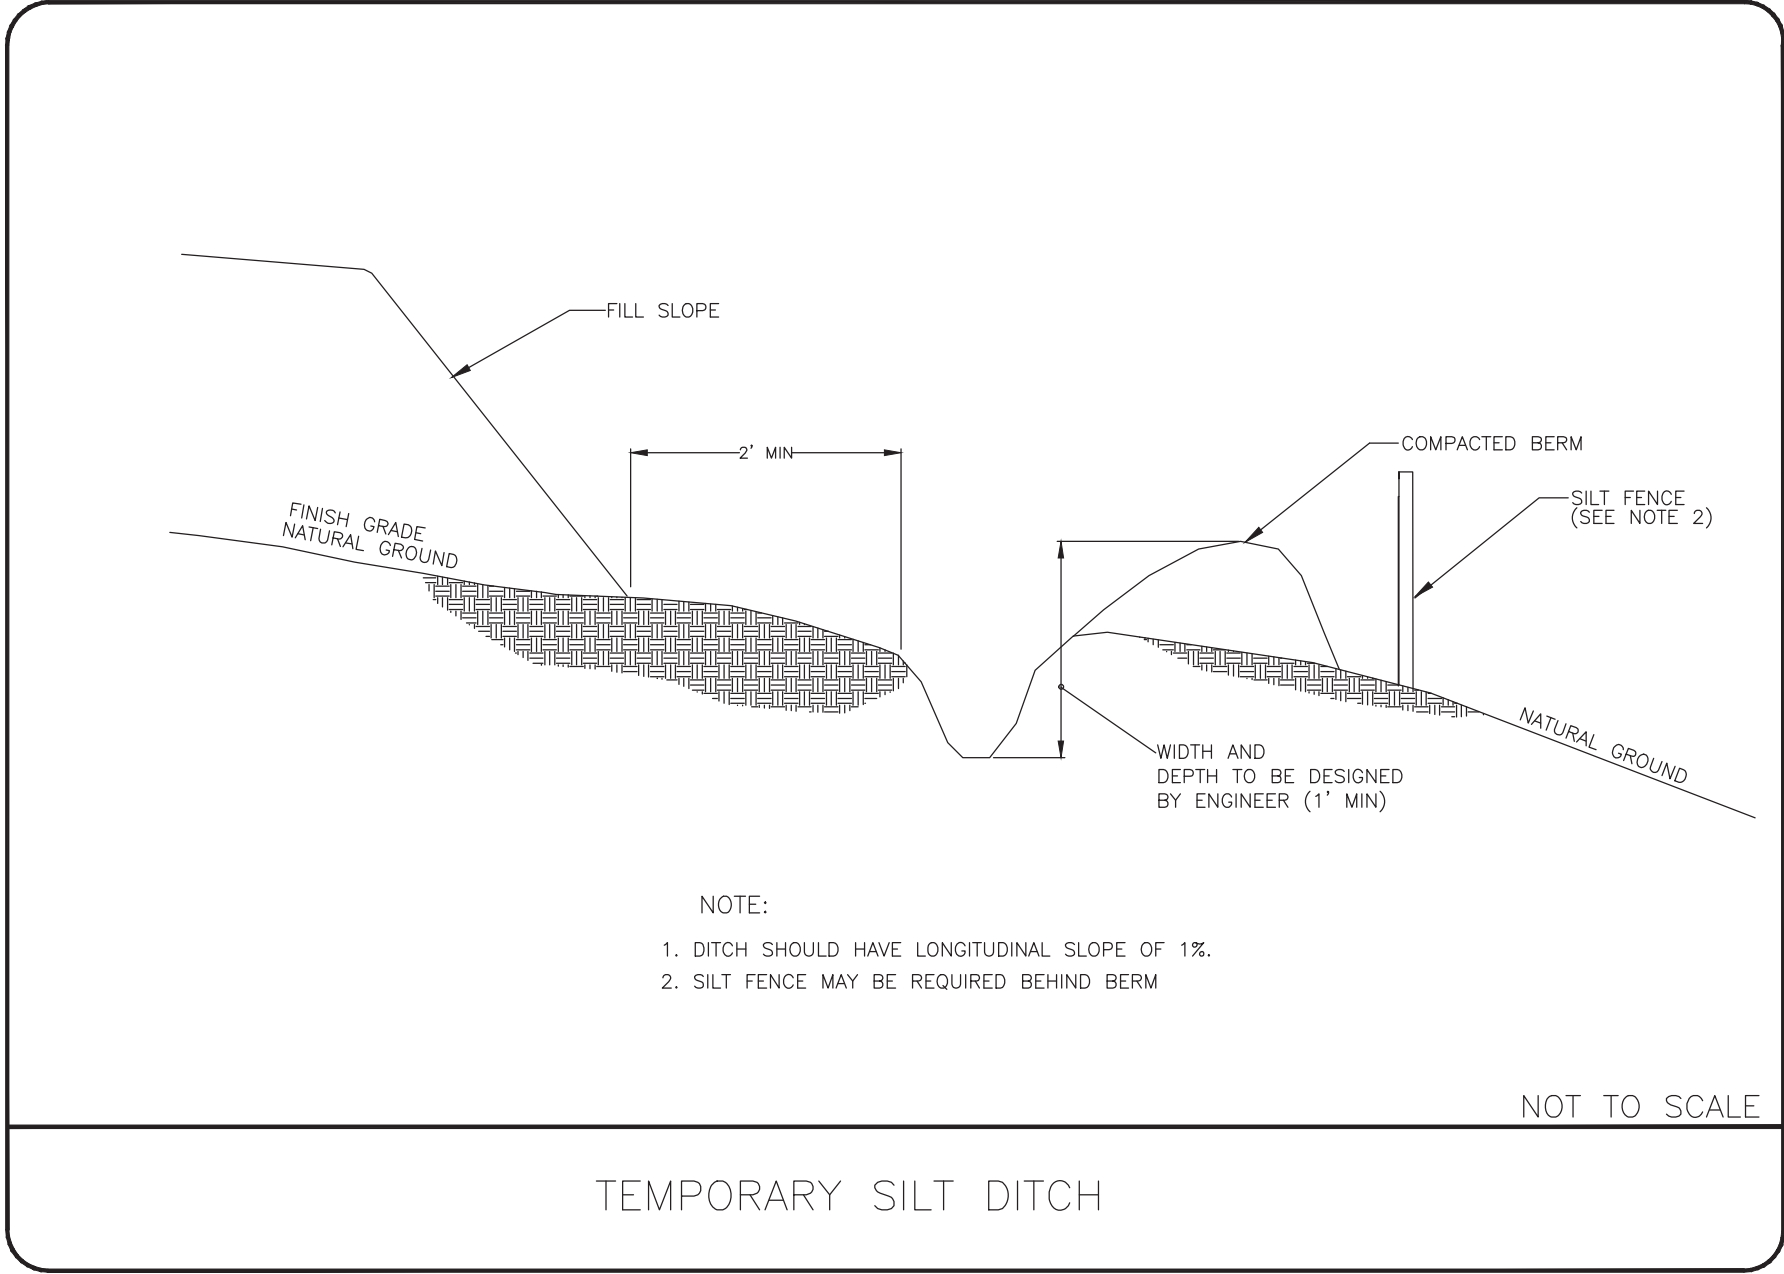 FILL SLOPE
2' MIN
COMPACTED BERM
SILT FENCE
(SEE NOTE 2)
FINISH GRADE
NATURAL GROUND
NATURAL GROUND
WIDTH AND
DEPTH TO BE DESIGNED
BY ENGINEER (1' MIN)
NOTE:
1. DITCH SHOULD HAVE LONGITUDINAL SLOPE OF 1%.
2. SILT FENCE MAY BE REQUIRED BEHIND BERM
NOT TO SCALE
TEMPORARY SILT DITCH